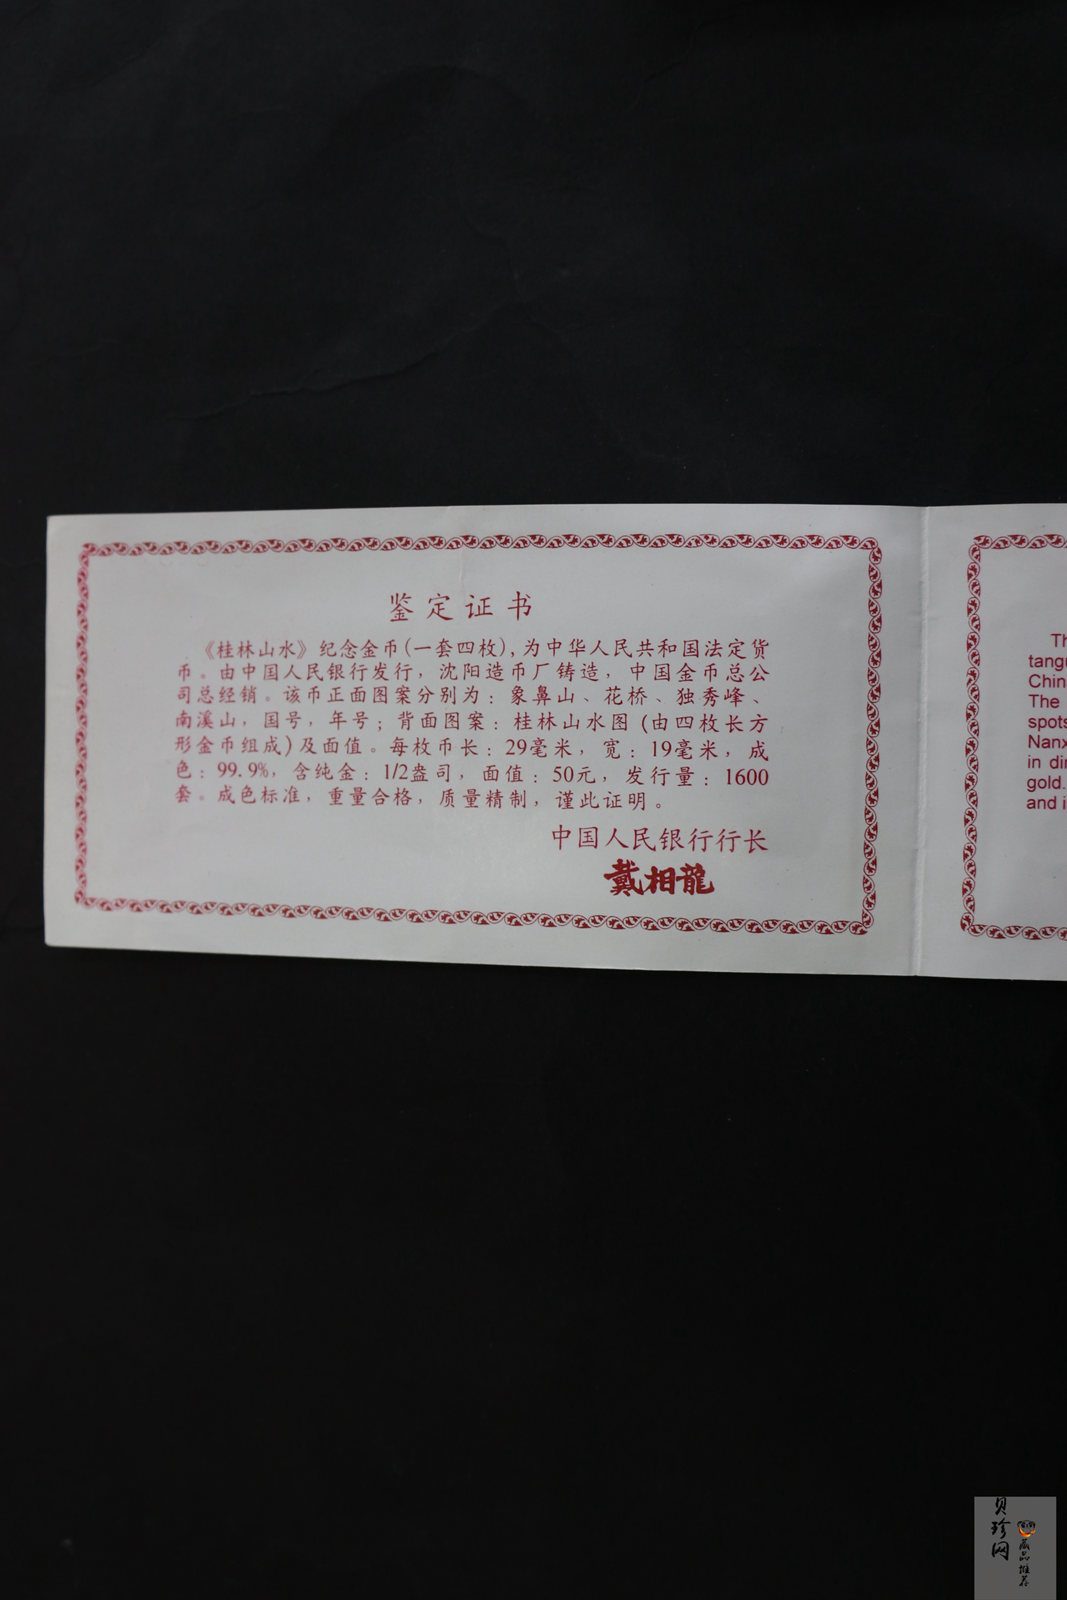 鉴定证书
《桂林山水》纪念金币(一套四枚),为中华人民共和国法定货
币。由中国人民银行发行,沈阳造币厂铸造,中国金币总公
司总经销。该币正面图案分别为:象鼻山、花桥、独秀峰、
南溪山,国号,年号;背面图案:桂林山水图(由四枚长方
形金币组成)及面值。每枚币长:29毫米,宽:19毫米,成
色:99.9%,含纯金:1/2盎司,面值:50元,发行量:1600
套。成色标准,重量合格,质量精制,谨此证明。
中国人民银行行长
戴相龍
Th
tangu
Chin
The
spots
Nanx
in dim
gold.
and i
贝珍网
藏品推荐